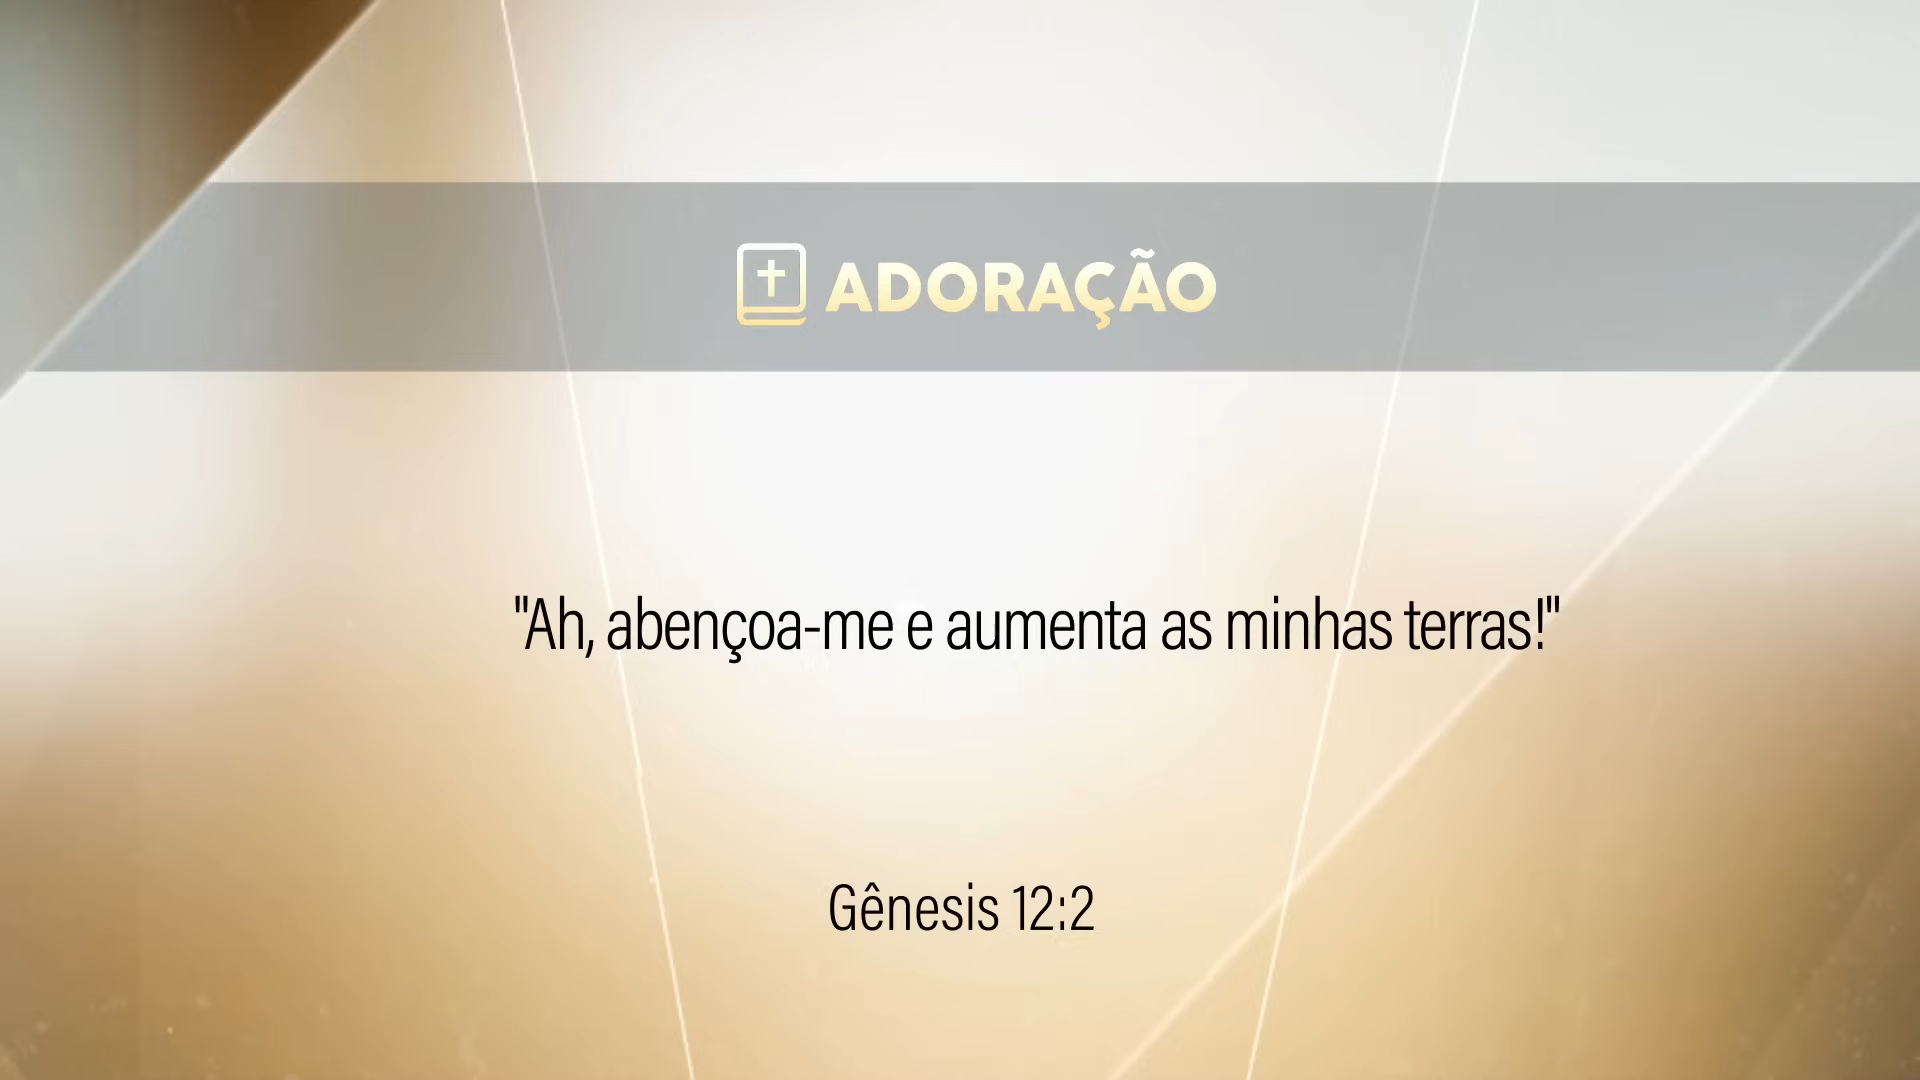 ADORAÇÃO
"Ah, abençoa-me e aumenta as minhas terras!"
Gênesis 12:2